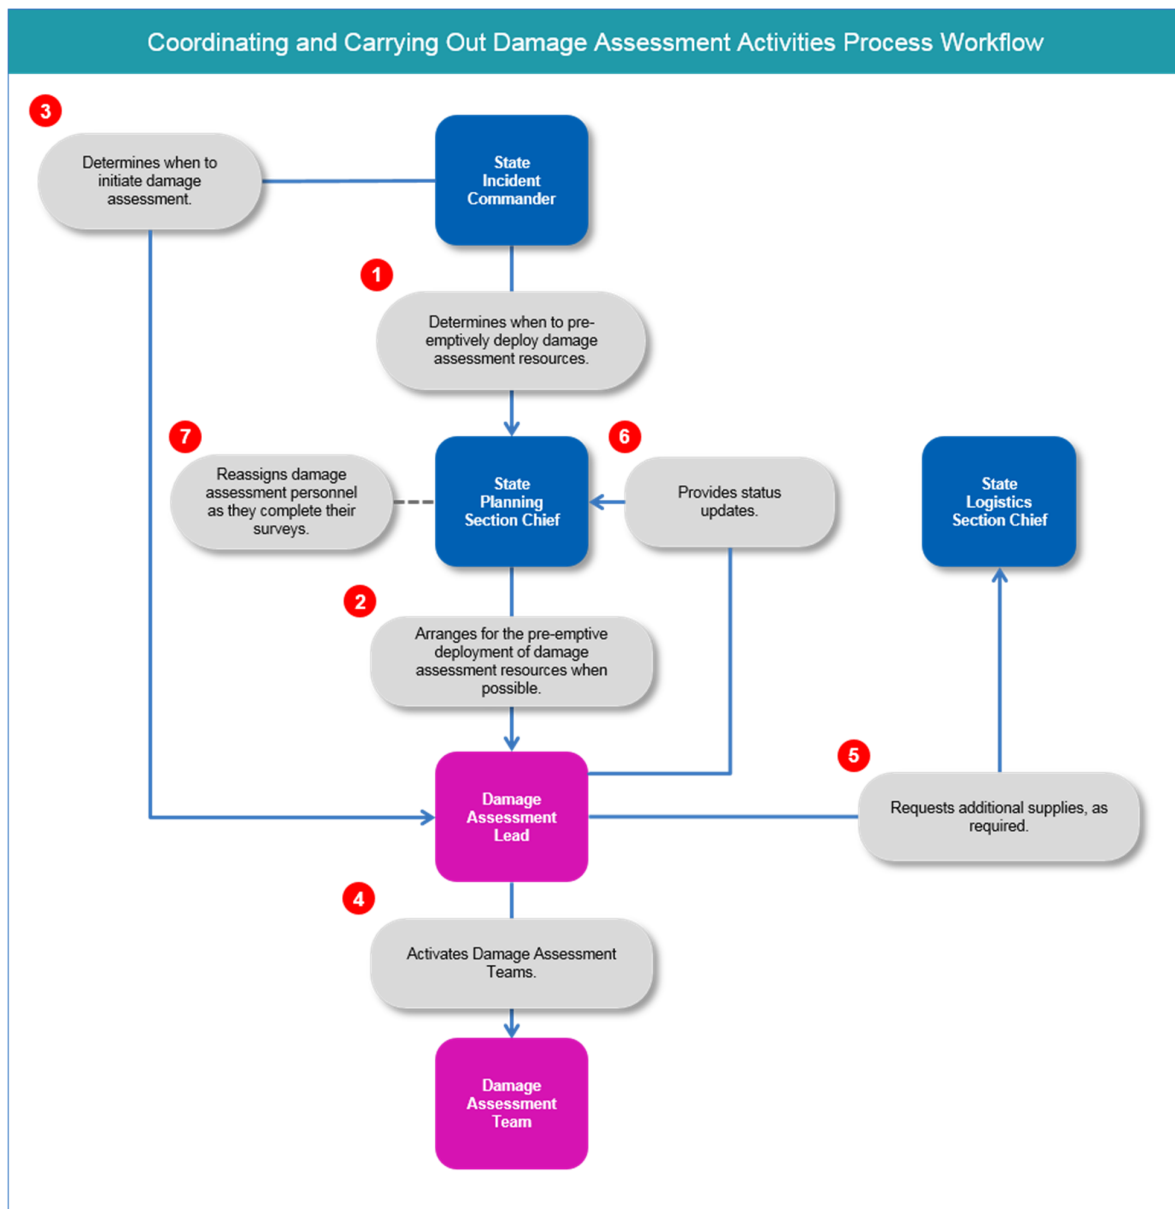 Coordinating and Carrying Out Damage Assessment Activities Process Workflow
3
Determines when to
initiate damage
assessment.
State
Incident
Commander
1
Determines when to pre-
emptively deploy damage
assessment resources.
7
Reassigns damage
assessment personnel
as they complete their
surveys.
State
Planning
Section Chief
6
Provides status
updates.
State
Logistics
Section Chief
2
Arranges for the pre-emptive
deployment of damage
assessment resources when
possible.
Damage
Assessment
Lead
5
Requests additional supplies, as
required.
4
Activates Damage Assessment
Teams.
Damage
Assessment
Team